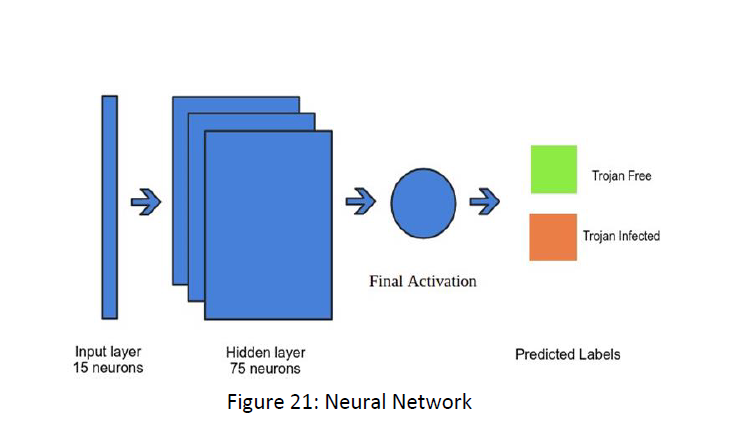 Trojan Free
Trojan Infected
Final Activation
Input layer
15 neurons
Hidden layer
75 neurons
Predicted Labels
Figure 21: Neural Network